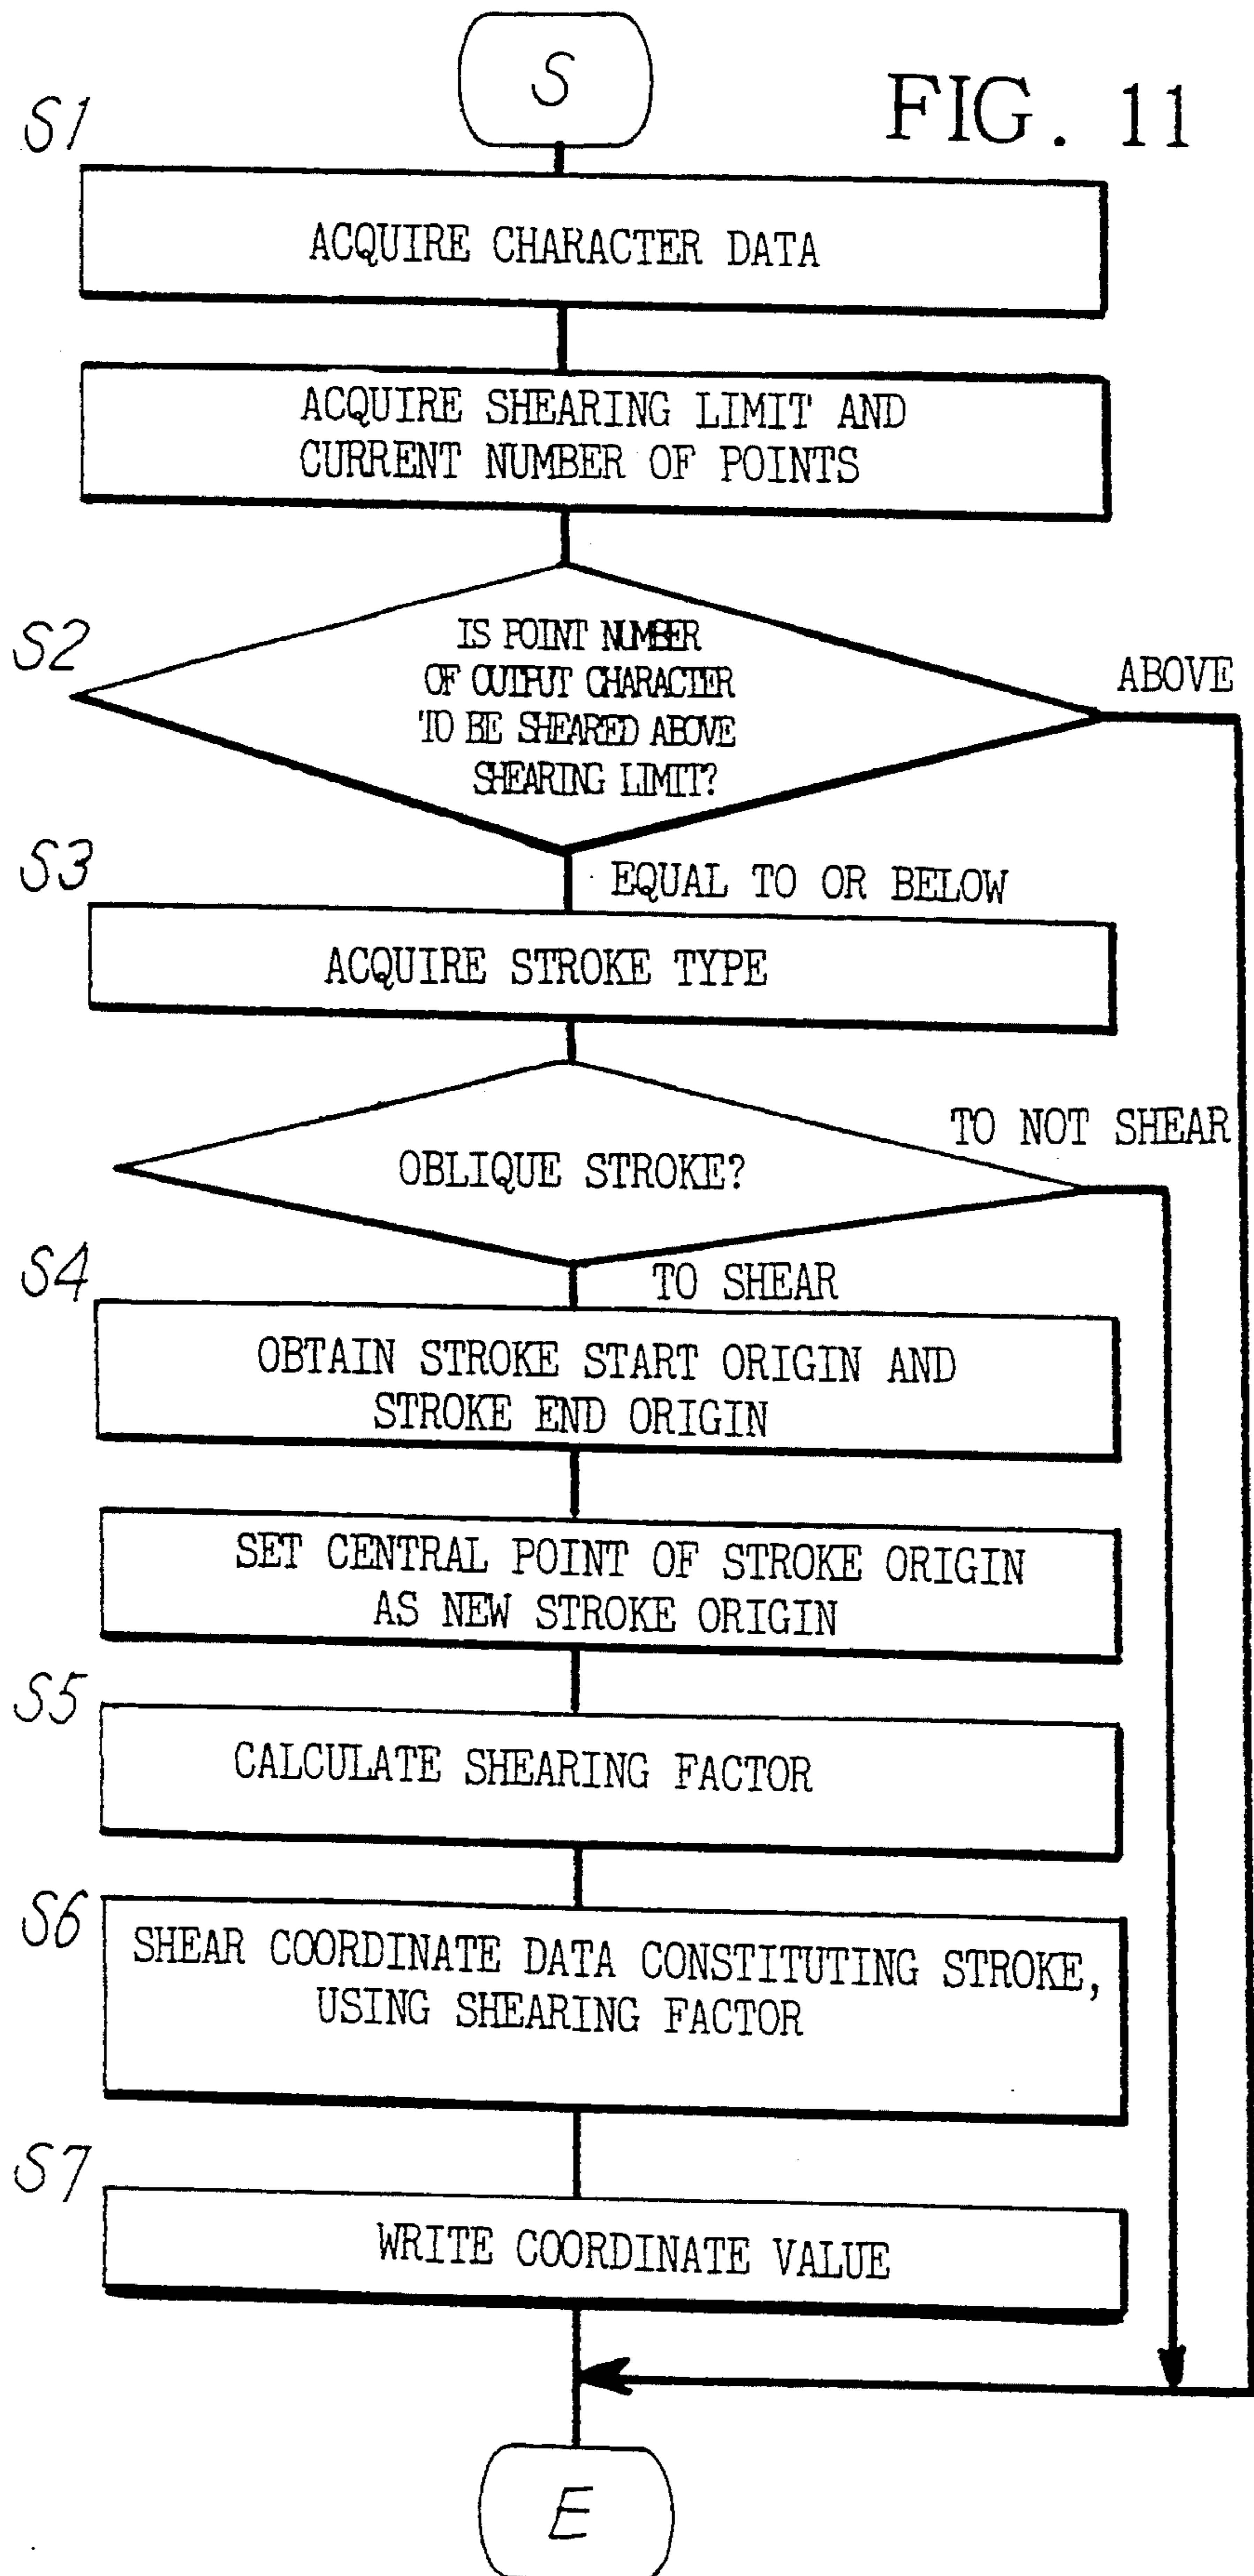 S
FIG. 11
S1
ACQUIRE CHARACTER DATA
ACQUIRE SHEARING LIMIT AND
CURRENT NUMBER OF POINTS
S2
IS POINT NUMBER
OF OUTPUT CHARACTER
TO BE SHEARED ABOVE
SHEARING LIMIT?
ABOVE
S3
EQUAL TO OR BELOW
ACQUIRE STROKE TYPE
TO NOT SHEAR
OBLIQUE STROKE?
S4
TO SHEAR
OBTAIN STROKE START ORIGIN AND
STROKE END ORIGIN
SET CENTRAL POINT OF STROKE ORIGIN
AS NEW STROKE ORIGIN
S5
CALCULATE SHEARING FACTOR
S6
SHEAR COORDINATE DATA CONSTITUTING STROKE,
USING SHEARING FACTOR
S7
WRITE COORDINATE VALUE
E